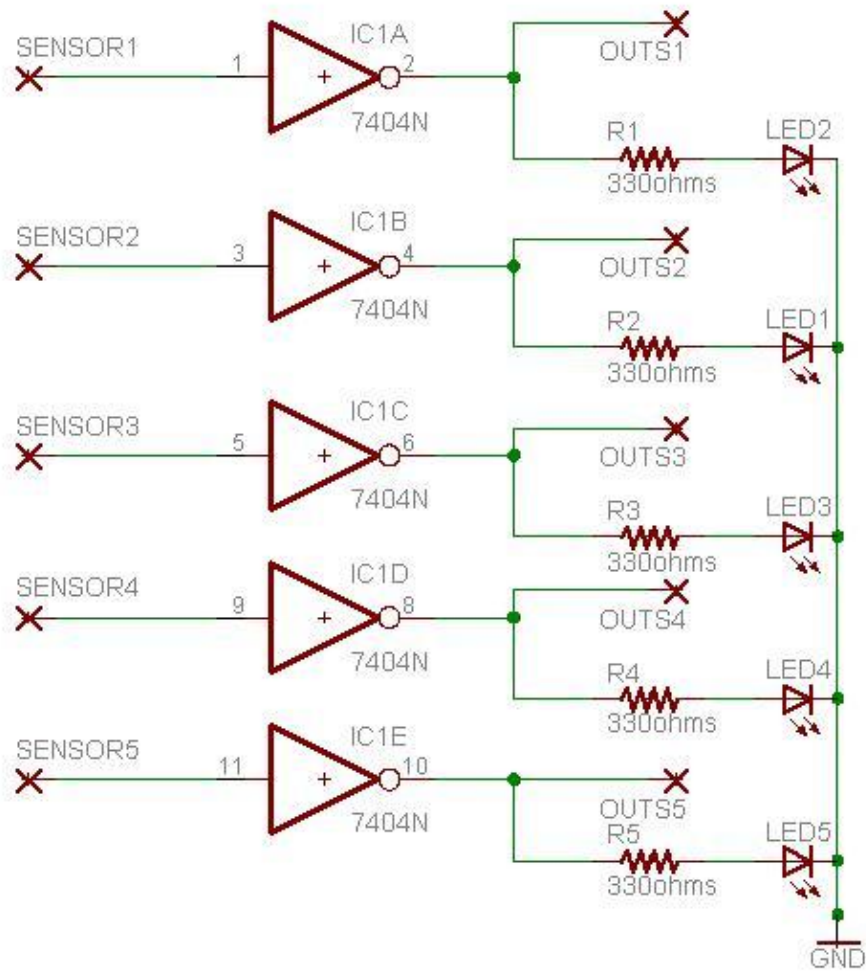 SENSOR1
1
IC1A
2
7404N
OUTS1
R1
330ohms
LED2
SENSOR2
3
IC1B
4
7404N
OUTS2
R2
330ohms
LED1
SENSOR3
5
IC1C
6
7404N
OUTS3
R3
330ohms
LED3
SENSOR4
9
IC1D
8
7404N
OUTS4
R4
330ohms
LED4
SENSOR5
11
IC1E
10
7404N
OUTS5
R5
330ohms
LED5
GND